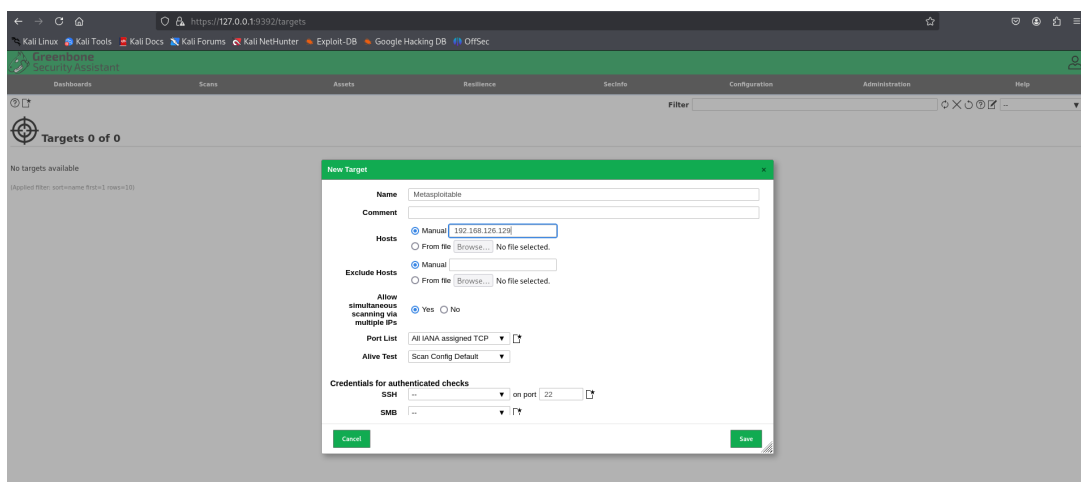 https://127.0.0.1:9392/targets
Kali Linux Kali Tools Kali Docs Kali Forums Kali NetHunter Exploit-DB Google Hacking DB OffSec
Greenbone
Security Assistant
Dashboards Scans Assets Resilience SecInfo Configuration Administration Help
Filter --
Targets 0 of 0
No targets available
(Applied filter: sort=name first=1 rows=10)
New Target ×
Name Metasploitable
Comment
Hosts Manual 192.168.126.129
From file Browse... No file selected.
Exclude Hosts Manual
From file Browse... No file selected.
Allow
simultaneous
scanning via
multiple IPs
Yes No
Port List All IANA assigned TCP
Alive Test Scan Config Default
Credentials for authenticated checks
SSH -- on port 22
SMB --
Cancel Save